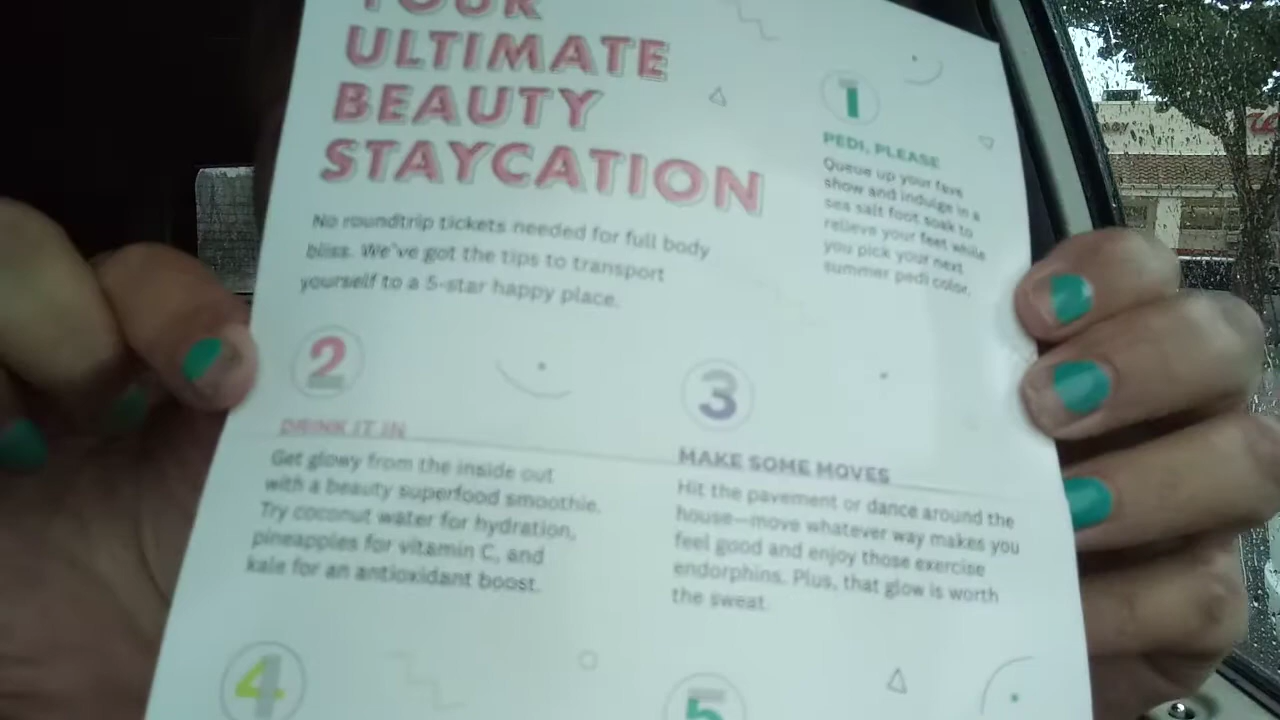 YOUR
ULTIMATE
BEAUTY
STAYCATION
No roundtrip tickets needed for full body
bliss. We've got the tips to transport
yourself to a 5-star happy place.
1
PEDI, PLEASE
Queue up your fave
show and indulge in a
sea salt foot soak to
relieve your feet while
you pick your next
summer pedi color.
2
DRINK IT IN
Get glowy from the inside out
with a beauty superfood smoothie.
Try coconut water for hydration,
pineapples for vitamin C, and
kale for an antioxidant boost.
3
MAKE SOME MOVES
Hit the pavement or dance around the
house—move whatever way makes you
feel good and enjoy those exercise
endorphins. Plus, that glow is worth
the sweat.
4
5